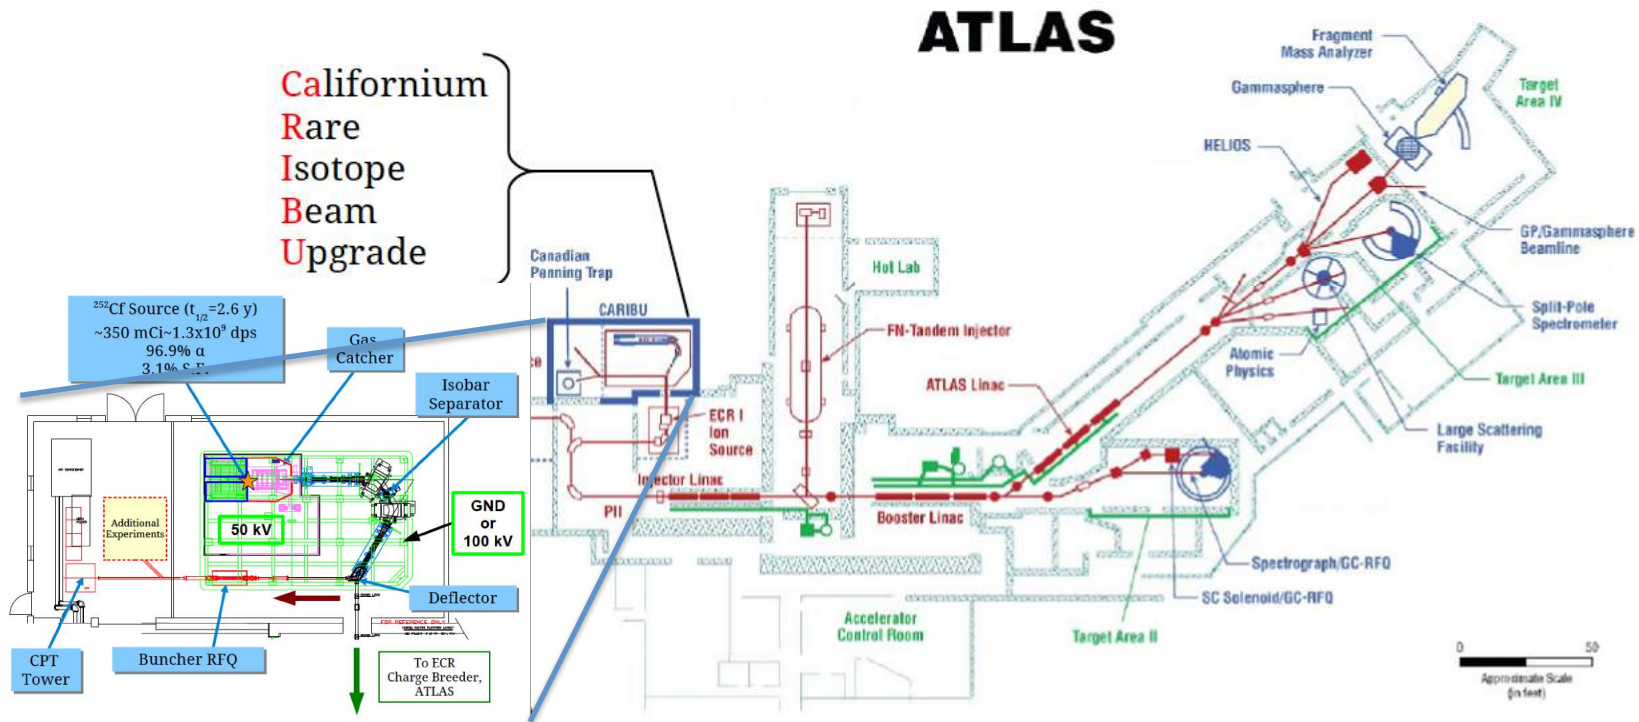 ATLAS
Californium
Rare
Isotope
Beam
Upgrade
Fragment
Mass Analyzer
Gammasphere
Target
Area IV
HELIOS
GP/Gammasphere
Beamline
Split-Pole
Spectrometer
Atomic
Physics
Target Area III
Large Scattering
Facility
Hot Lab
FN-Tandem Injector
ATLAS Linac
Canadian
Penning Trap
CARIBU
ECR I
Ion
Source
Injector Linac
PII
Booster Linac
Spectrograph/GC-RFQ
SC Solenoid/GC-RFQ
Target Area II
Accelerator
Control Room
0 50
Approximate Scale
(in feet)
252Cf Source (t1/2=2.6 y)
~350 mCi~1.3x10⁹ dps
96.9% α
3.1%
Gas
Catcher
Isobar
Separator
GND
or
100 kV
50 kV
Additional
Experiments
Deflector
FOR REFERENCE ONLY
CPT
Tower
Buncher RFQ
To ECR
Charge Breeder,
ATLAS